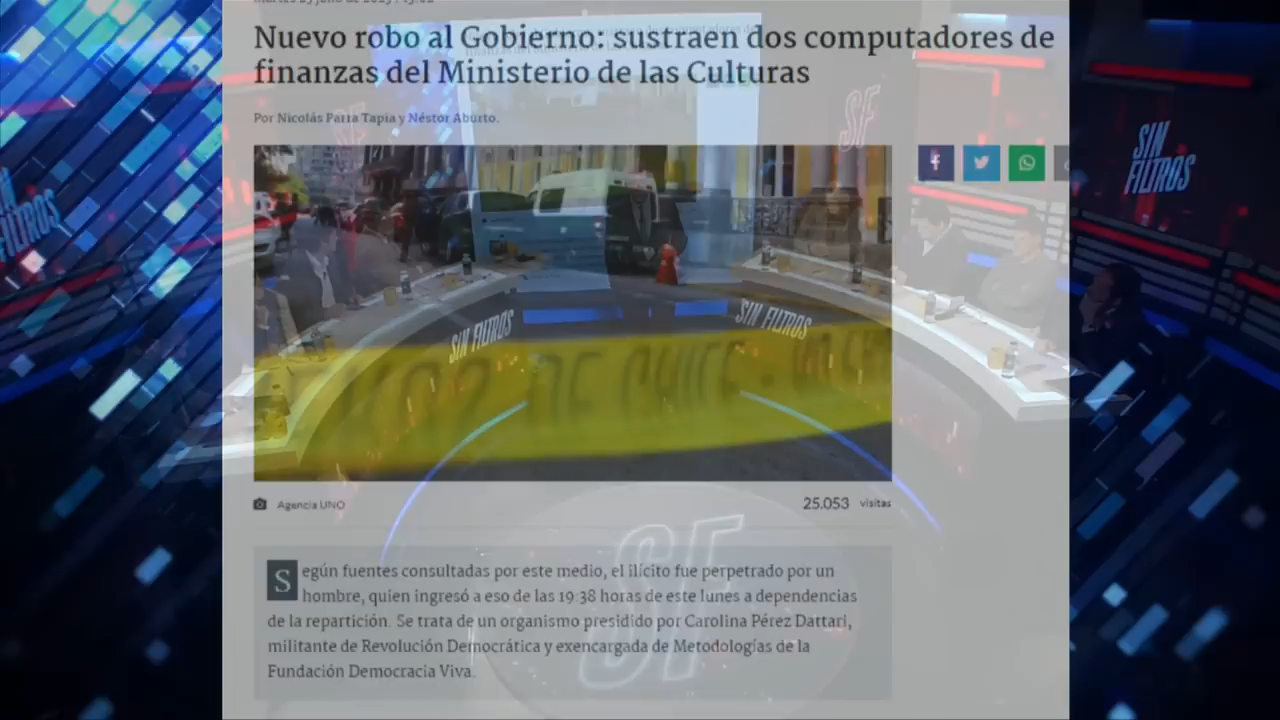 Nuevo robo al Gobierno: sustraen dos computadores de
finanzas del Ministerio de las Culturas
Por Nicolás Parra Tapia y Néstor Aburto.
SF
SF
SIN
FILTROS
SIN FILTROS
SIN FILTROS
DE CHILE
Agencia UNO
25.053 visitas
Según fuentes consultadas por este medio, el ilícito fue perpetrado por un
hombre, quien ingresó a eso de las 19:38 horas de este lunes a dependencias
de la repartición. Se trata de un organismo presidido por Carolina Pérez Dattari,
militante de Revolución Democrática y exencargada de Metodologías de la
Fundación Democracia Viva.
SF